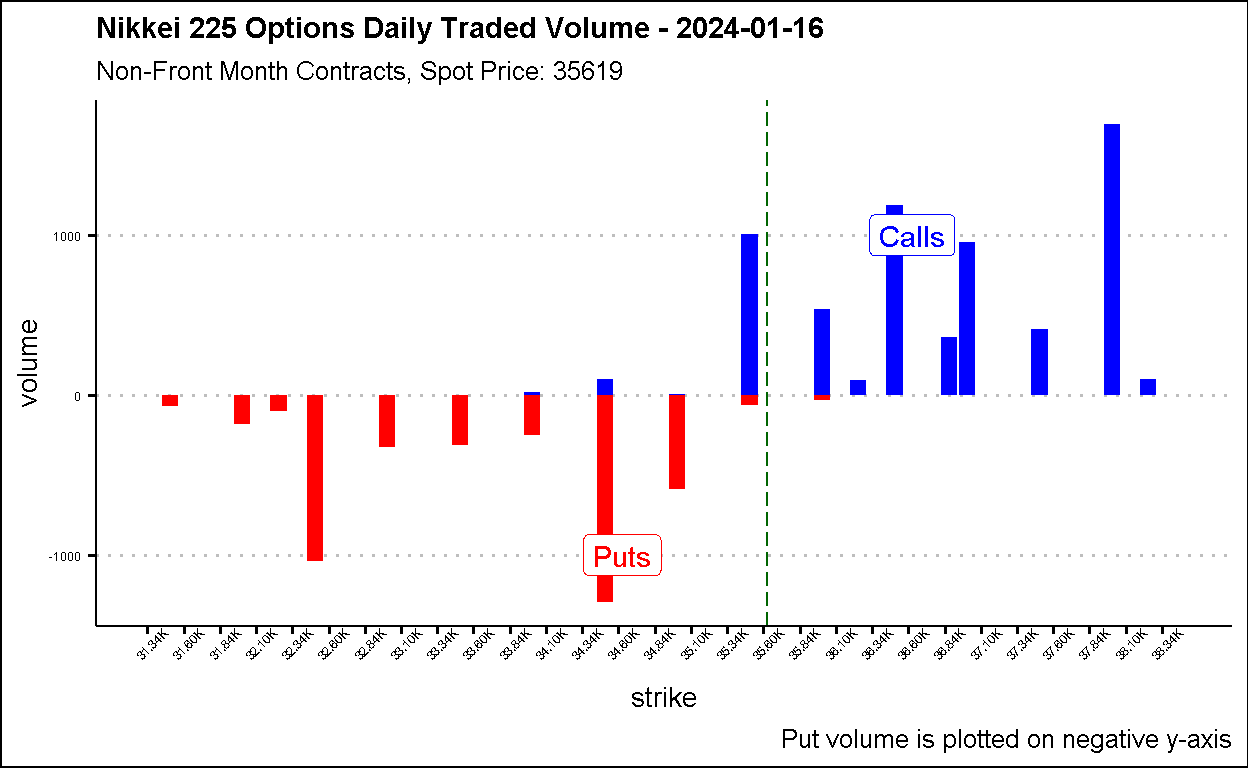 Nikkei 225 Options Daily Traded Volume - 2024-01-16
Non-Front Month Contracts, Spot Price: 35619
volume
1000
0
-1000
Calls
Puts
31.34K
31.60K
31.84K
32.10K
32.34K
32.60K
32.84K
33.10K
33.34K
33.60K
33.84K
34.10K
34.34K
34.60K
34.84K
35.10K
35.34K
35.60K
35.84K
36.10K
36.34K
36.60K
36.84K
37.10K
37.34K
37.60K
37.84K
38.10K
38.34K
strike
Put volume is plotted on negative y-axis